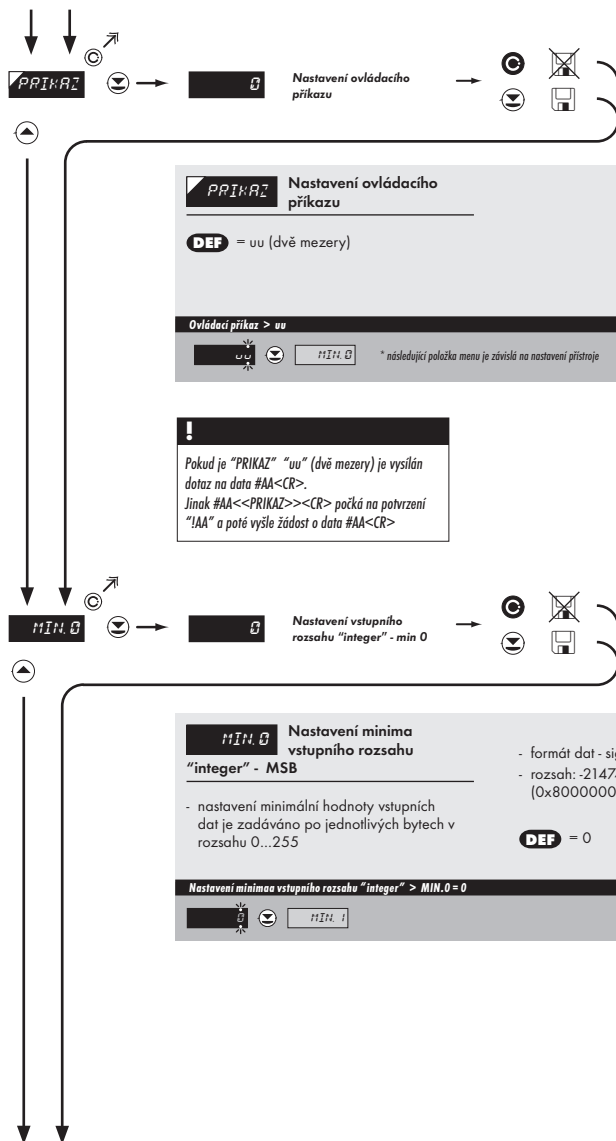 ©
PRIKAZ
0
Nastavení ovládacího
příkazu
C
PRIKAZ
Nastavení ovládacího
příkazu
DEF = uu (dvě mezery)
Ovládací příkaz > uu
uu
MIN. 0
* následující položka menu je závislá na nastavení přístroje
!
Pokud je "PRIKAZ" "uu" (dvě mezery) je vysílán
dotaz na data #AA<CR>.
Jinak #AA<<PRIKAZ>><CR> počká na potvrzení
"!AA" a poté vyšle žádost o data #AA<CR>
©
MIN. 0
0
Nastavení vstupního
rozsahu "integer" - min 0
C
MIN. 0
Nastavení minima
vstupního rozsahu
"integer" - MSB
- nastavení minimální hodnoty vstupních
dat je zadáváno po jednotlivých bytech v
rozsahu 0...255
- formát dat - sig
- rozsah: -2147
(0x8000000
DEF = 0
Nastavení minimaa vstupního rozsahu "integer" > MIN.0 = 0
0
MIN. 1